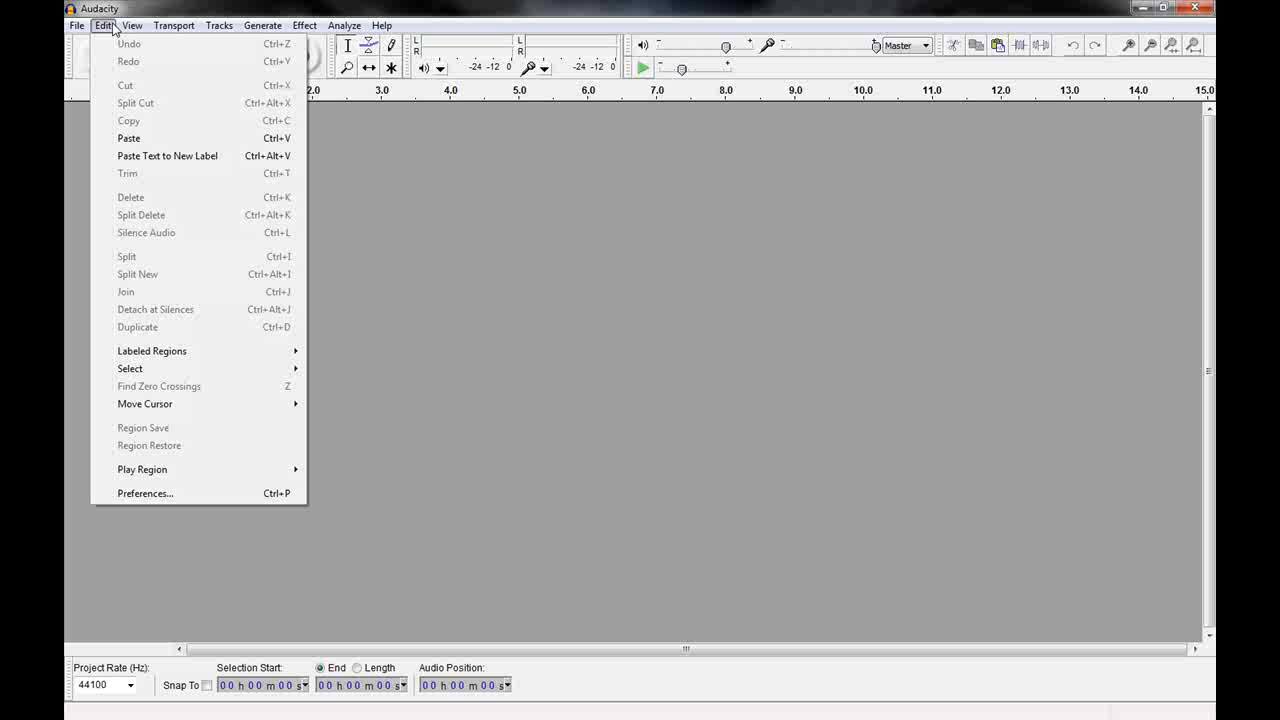 Audacity
File Edit View Transport Tracks Generate Effect Analyze Help
Undo Ctrl+Z
Redo Ctrl+Y
Cut Ctrl+X
Split Cut Ctrl+Alt+X
Copy Ctrl+C
Paste Ctrl+V
Paste Text to New Label Ctrl+Alt+V
Trim Ctrl+T
Delete Ctrl+K
Split Delete Ctrl+Alt+K
Silence Audio Ctrl+L
Split Ctrl+I
Split New Ctrl+Alt+I
Join Ctrl+J
Detach at Silences Ctrl+Alt+J
Duplicate Ctrl+D
Labeled Regions
Select
Find Zero Crossings Z
Move Cursor
Region Save
Region Restore
Play Region
Preferences... Ctrl+P
L L
R R
-24 -12 0 -24 -12 0
Master
2.0 3.0 4.0 5.0 6.0 7.0 8.0 9.0 10.0 11.0 12.0 13.0 14.0 15.0
Project Rate (Hz): Selection Start: End Length Audio Position:
44100 Snap To 00 h 00 m 00 s 00 h 00 m 00 s 00 h 00 m 00 s